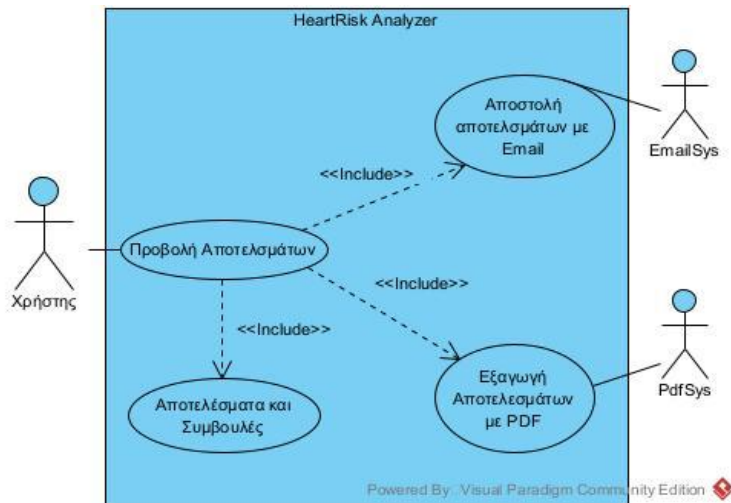 HeartRisk Analyzer
Αποστολή
αποτελσμάτων με
Email
EmailSys
<<Include>>
Προβολή Αποτελσμάτων
Χρήστης
<<Include>>
<<Include>>
Εξαγωγή
Αποτελεσμάτων
με PDF
PdfSys
Αποτελέσματα και
Συμβουλές
Powered By: Visual Paradigm Community Edition